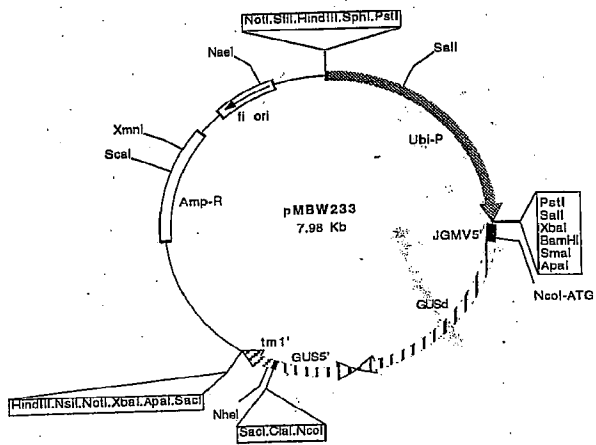 NotI.SfiI.HindIII.SphI.PstI
NaeI
SalI
fi ori
XmnI
ScaI
Ubi-P
Amp-R
pMBW233
7.98 Kb
JGMV5'
PstI
SalI
XbaI
BamHI
SmaI
ApaI
NcoI-ATG
GUSd
tm1'
GUS5'
HindIII.NsiI.NotI.XbaI.ApaI.SacI
NheI
SacI.ClaI.NcoI